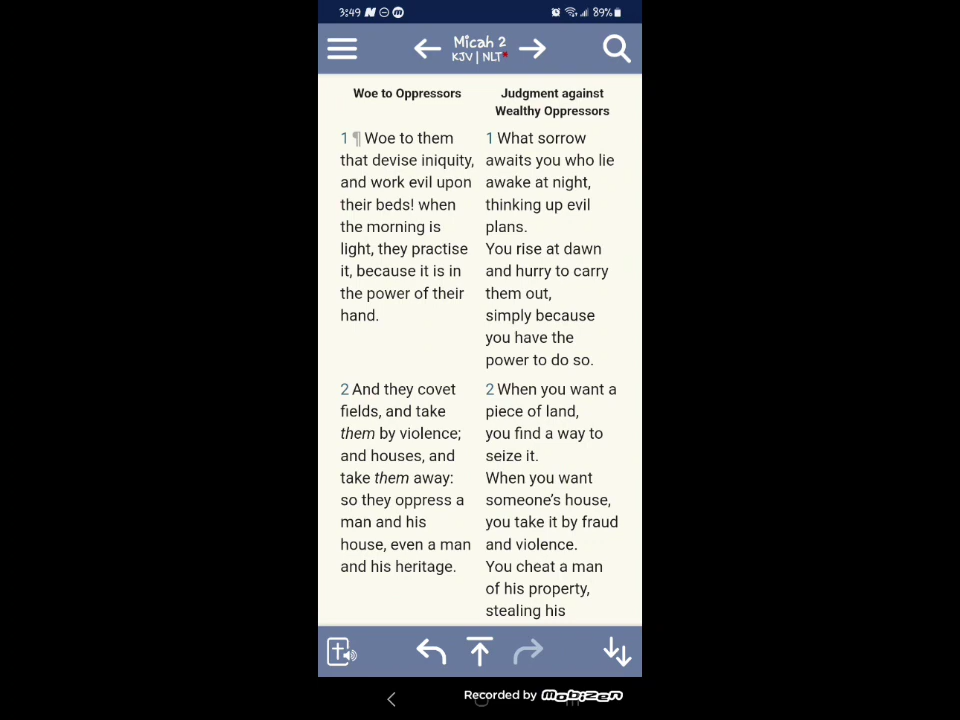 3:49 N M 89%
Micah 2
KJV | NLT*
Woe to Oppressors
1 ¶ Woe to them
that devise iniquity,
and work evil upon
their beds! when
the morning is
light, they practise
it, because it is in
the power of their
hand.
2 And they covet
fields, and take
them by violence;
and houses, and
take them away:
so they oppress a
man and his
house, even a man
and his heritage.
Judgment against
Wealthy Oppressors
1 What sorrow
awaits you who lie
awake at night,
thinking up evil
plans.
You rise at dawn
and hurry to carry
them out,
simply because
you have the
power to do so.
2 When you want a
piece of land,
you find a way to
seize it.
When you want
someone’s house,
you take it by fraud
and violence.
You cheat a man
of his property,
stealing his
Recorded by mobizen